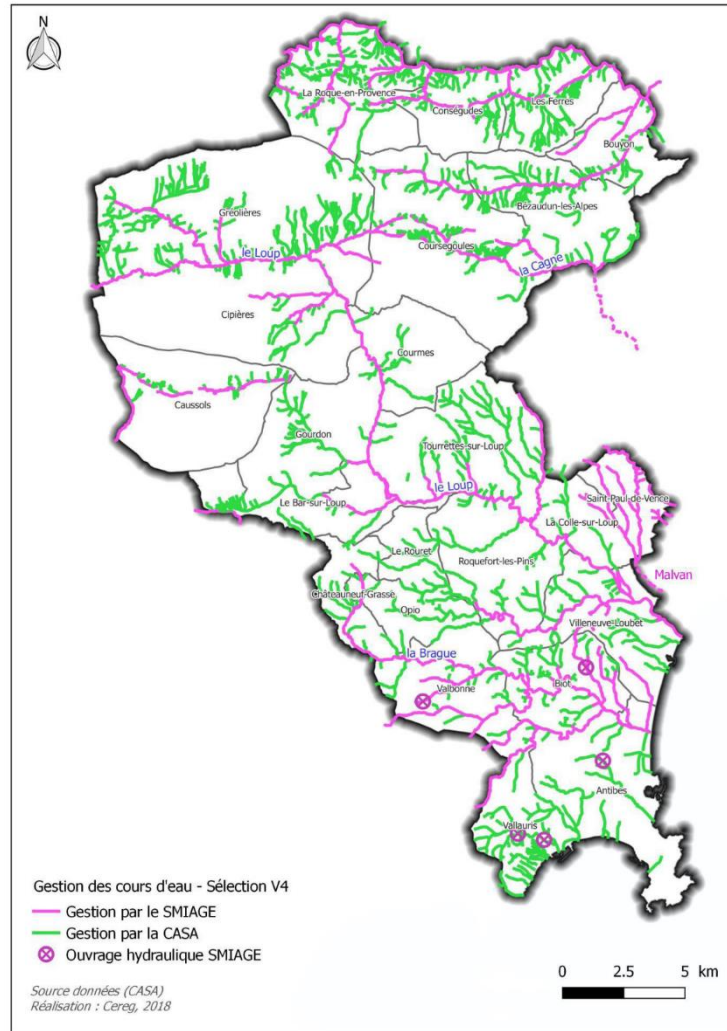 N
La Roque-en-Provence
Conségudes
Les Ferres
Bouyon
Bézaudun-les-Alpes
Gréolières
Coursegoules
le Loup
la Cagne
Cipières
Courmes
Caussols
Gourdon
Tourrettes-sur-Loup
le Loup
Saint-Paul-de-Vence
Le Bar-sur-Loup
La Colle-sur-Loup
Le Rouret
Roquefort-les-Pins
Malvan
Châteauneuf-Grasse
Opio
Villeneuve-Loubet
la Brague
Valbonne
Biot
Antibes
Vallauris
Gestion des cours d'eau - Sélection V4
Gestion par le SMIAGE
Gestion par la CASA
Ouvrage hydraulique SMIAGE
Source données (CASA)
Réalisation : Cereg, 2018
0 2.5 5 km